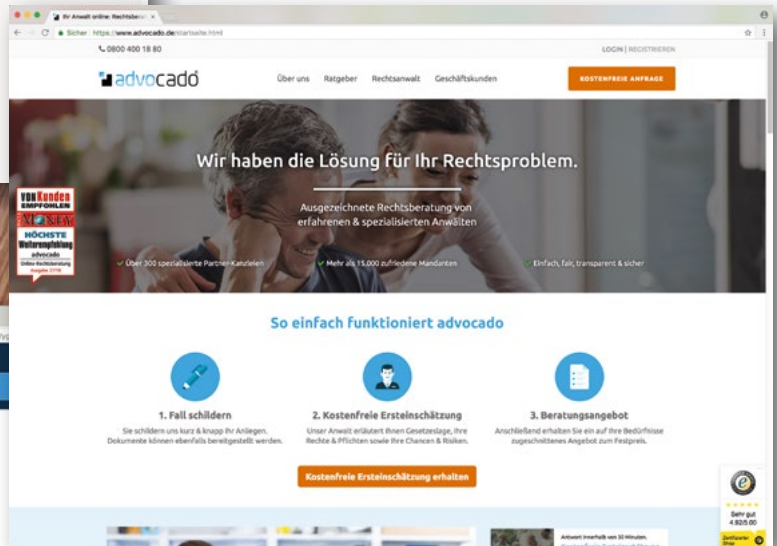 Ihr Anwalt online: Rechtsberat
Sicher https://www.advocado.de/startseite.html
0800 400 18 80
LOGIN | REGISTRIEREN
advocado
Über uns Ratgeber Rechtsanwalt Geschäftskunden
KOSTENFREIE ANFRAGE
Wir haben die Lösung für Ihr Rechtsproblem.
Ausgezeichnete Rechtsberatung von
erfahrenen & spezialisierten Anwälten
VON Kunden
EMPFOHLEN
MONEY
HÖCHSTE
Weiterempfehlung
advocado
Online-Rechtsberatung
Über 300 spezialisierte Partner-Kanzleien
Mehr als 15.000 zufriedene Mandanten
Einfach, fair, transparent & sicher
So einfach funktioniert advocado
1. Fall schildern
Sie schildern uns kurz & knapp Ihr Anliegen.
Dokumente können ebenfalls bereitgestellt werden.
2. Kostenfreie Ersteinschätzung
Unser Anwalt erläutert Ihnen Gesetzeslage, Ihre
Rechte & Pflichten sowie Ihre Chancen & Risiken.
3. Beratungsangebot
Anschließend erhalten Sie ein auf Ihre Bedürfnisse
zugeschnittenes Angebot zum Festpreis.
Kostenfreie Ersteinschätzung erhalten
Sehr gut
4.92/5.00
Zertifizierter
Shop
Antwort innerhalb von 30 Minuten.